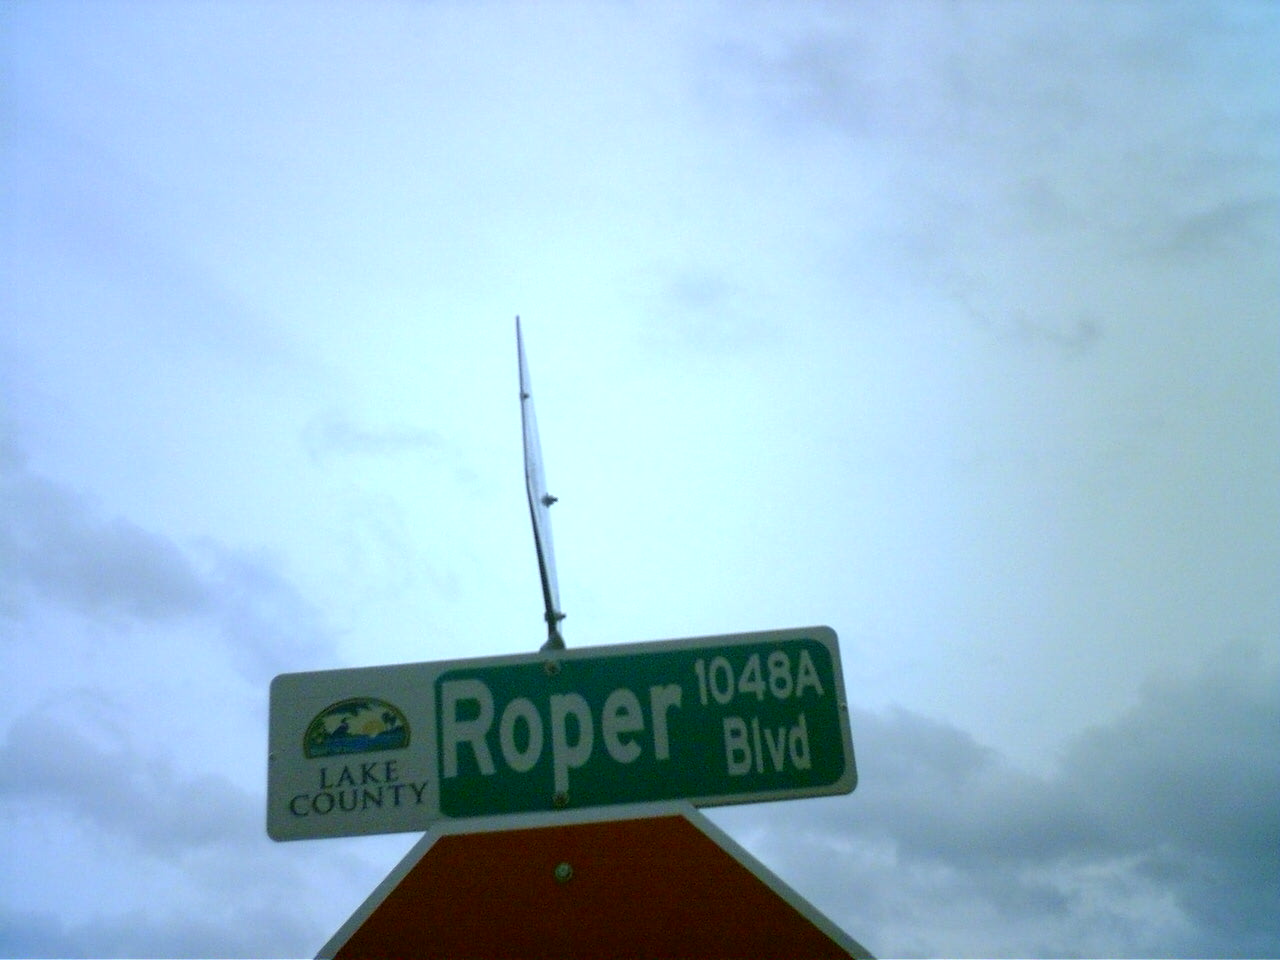 LAKE
COUNTY
Roper
1048A
Blvd